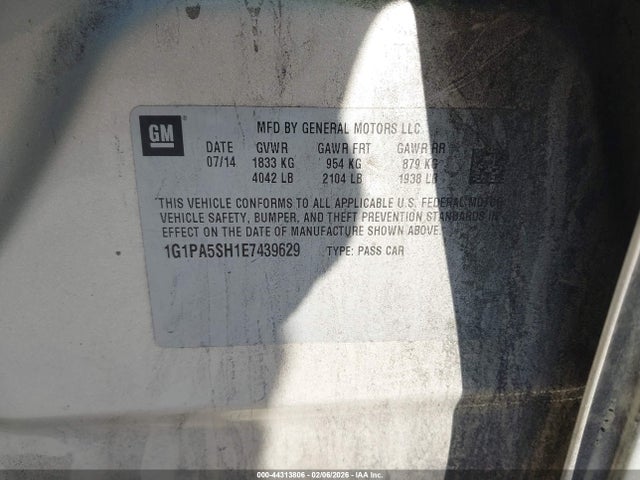 GM
MFD BY GENERAL MOTORS LLC
DATE GVWR GAWR FRT GAWR RR
07/14 1833 KG 954 KG 879 KG
4042 LB 2104 LB 1938 LB
THIS VEHICLE CONFORMS TO ALL APPLICABLE U.S. FEDERAL MOTOR
VEHICLE SAFETY, BUMPER, AND THEFT PREVENTION STANDARDS IN
EFFECT ON THE DATE OF MANUFACTURE SHOWN ABOVE.
1G1PA5SH1E7439629 TYPE: PASS CAR
000-44313806 - 02/06/2026 - IAA Inc.